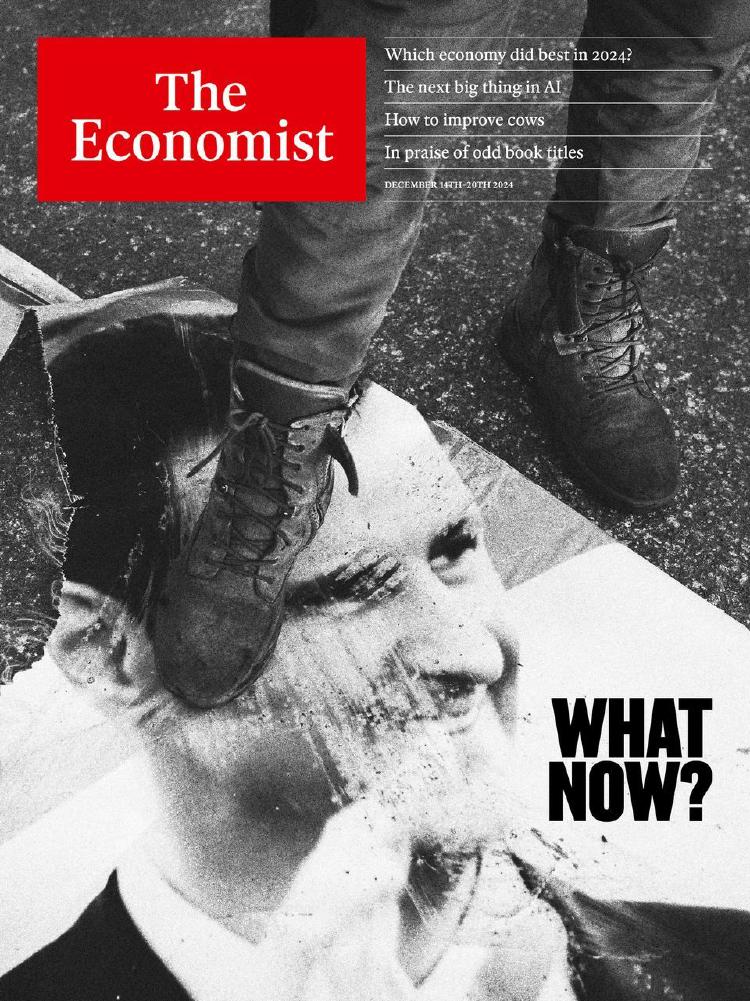 The
Economist
Which economy did best in 2024?
The next big thing in AI
How to improve cows
In praise of odd book titles
DECEMBER 14TH–20TH 2024
WHAT
NOW?